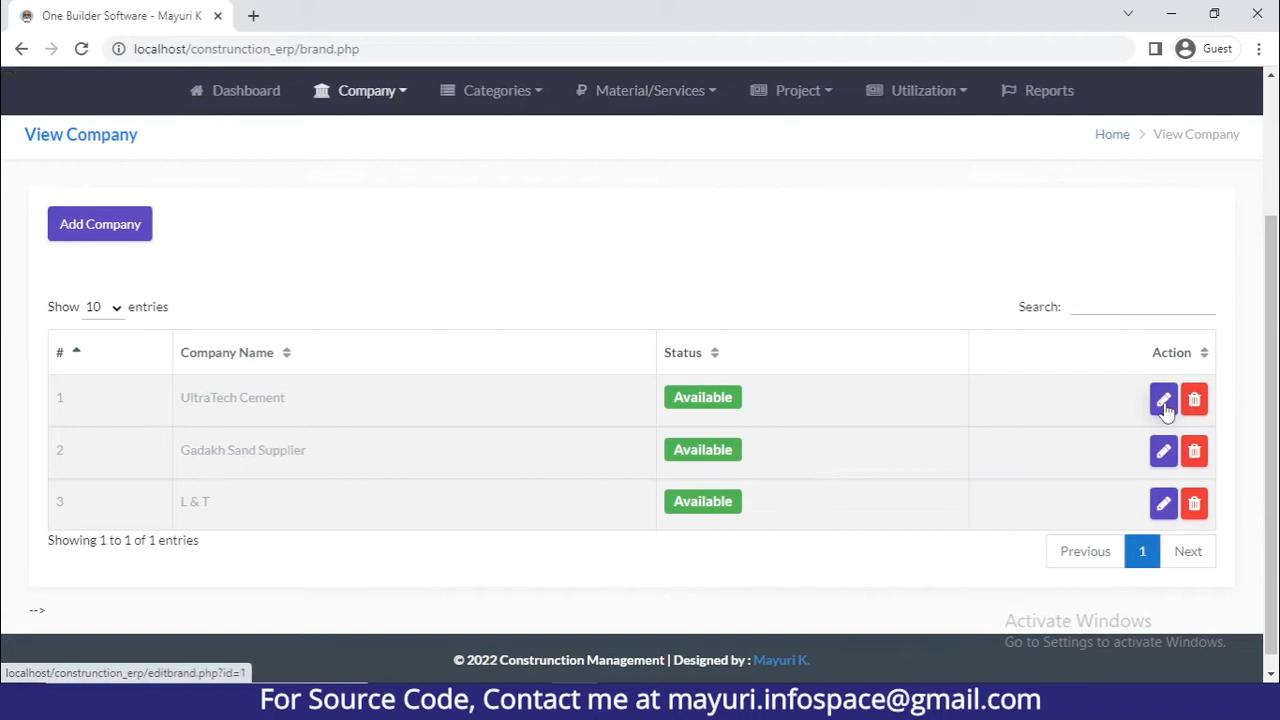 One Builder Software - Mayuri K
localhost/construnction_erp/brand.php
Guest
Dashboard Company Categories Material/Services Project Utilization Reports
View Company
Home > View Company
Add Company
Show 10 entries
Search:
# Company Name Status Action
1 UltraTech Cement Available
2 Gadakh Sand Supplier Available
3 L & T Available
Showing 1 to 1 of 1 entries
Previous 1 Next
-->
Activate Windows
Go to Settings to activate Windows.
© 2022 Construnction Management | Designed by : Mayuri K.
localhost/construnction_erp/editbrand.php?id=1
For Source Code, Contact me at mayuri.infospace@gmail.com